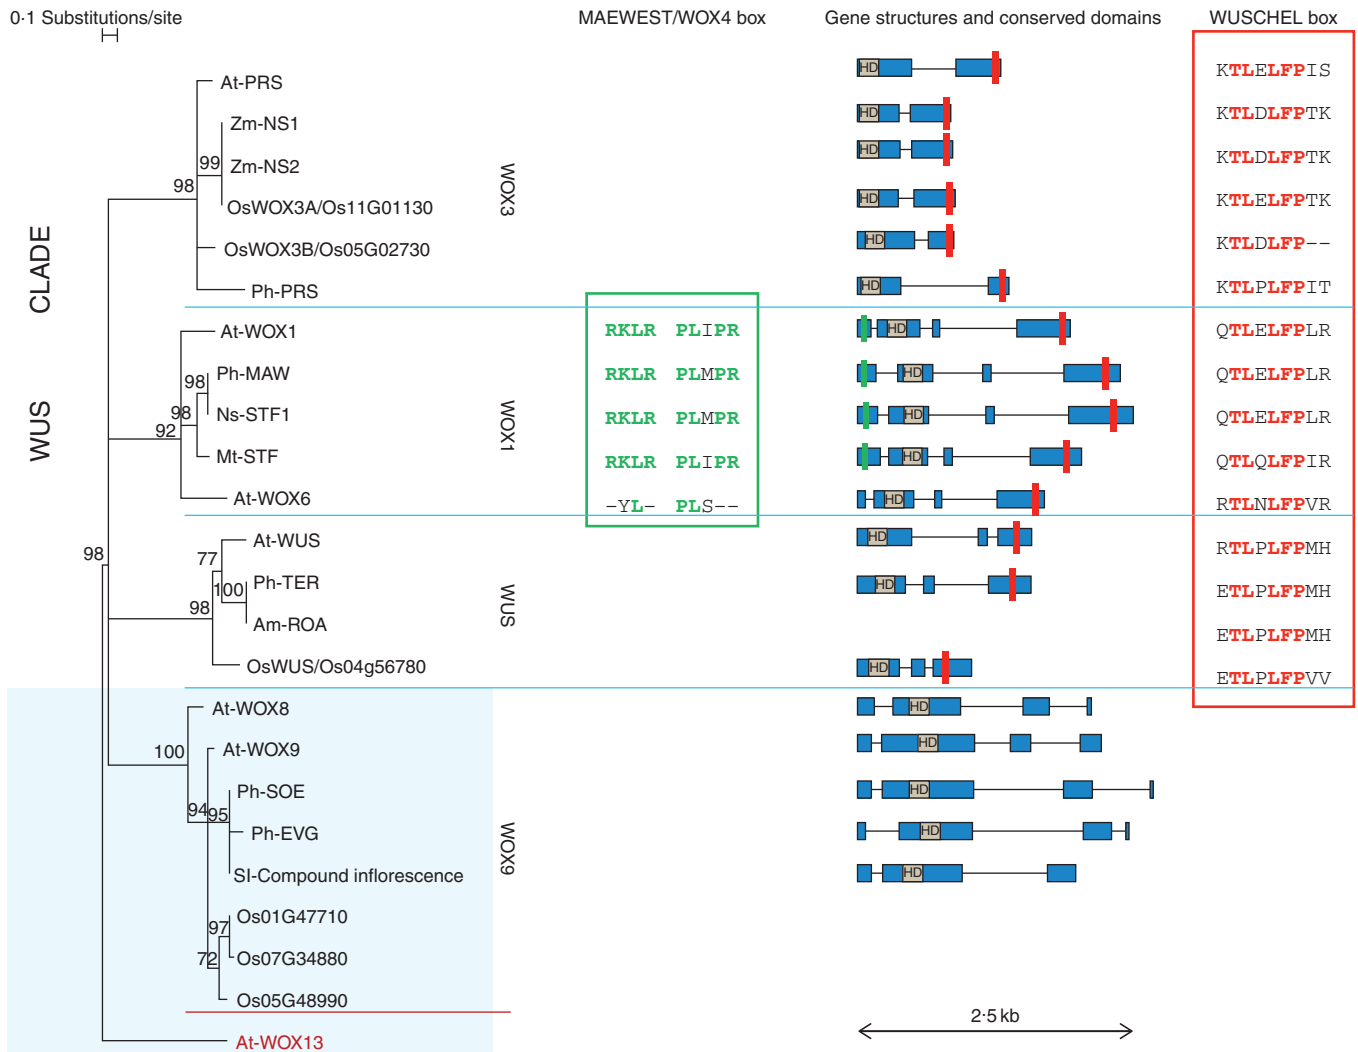 0·1 Substitutions/site MAEWEST/WOX4 box Gene structures and conserved domains WUSCHEL box
At-PRS HD KTLELFPIS
Zm-NS1 HD KTLDLFPTK
99 Zm-NS2 HD KTLDLFPTK
98 OsWOX3A/Os11G01130 HD KTLELFPTK
OsWOX3B/Os05G02730 HD KTLDLFP--
Ph-PRS HD KTLPLFPIT
WOX3
CLADE
WUS
At-WOX1 RKLR PLIPR HD QTLELFPLR
98 Ph-MAW RKLR PLMPR HD QTLELFPLR
98 Ns-STF1 RKLR PLMPR HD QTLELFPLR
92 Mt-STF RKLR PLIPR HD QTLQLFPIR
At-WOX6 -YL- PLS-- HD RTLNLFPVR
WOX1
98 77 At-WUS HD RTLPLFPMH
100 Ph-TER HD ETLPLFPMH
98 Am-ROA ETLPLFPMH
OsWUS/Os04g56780 HD ETLPLFPVV
WUS
At-WOX8 HD
100 At-WOX9 HD
Ph-SOE HD
94 95 Ph-EVG HD
SI-Compound inflorescence HD
WOX9
Os01G47710
97 Os07G34880
72 Os05G48990
2·5 kb
At-WOX13